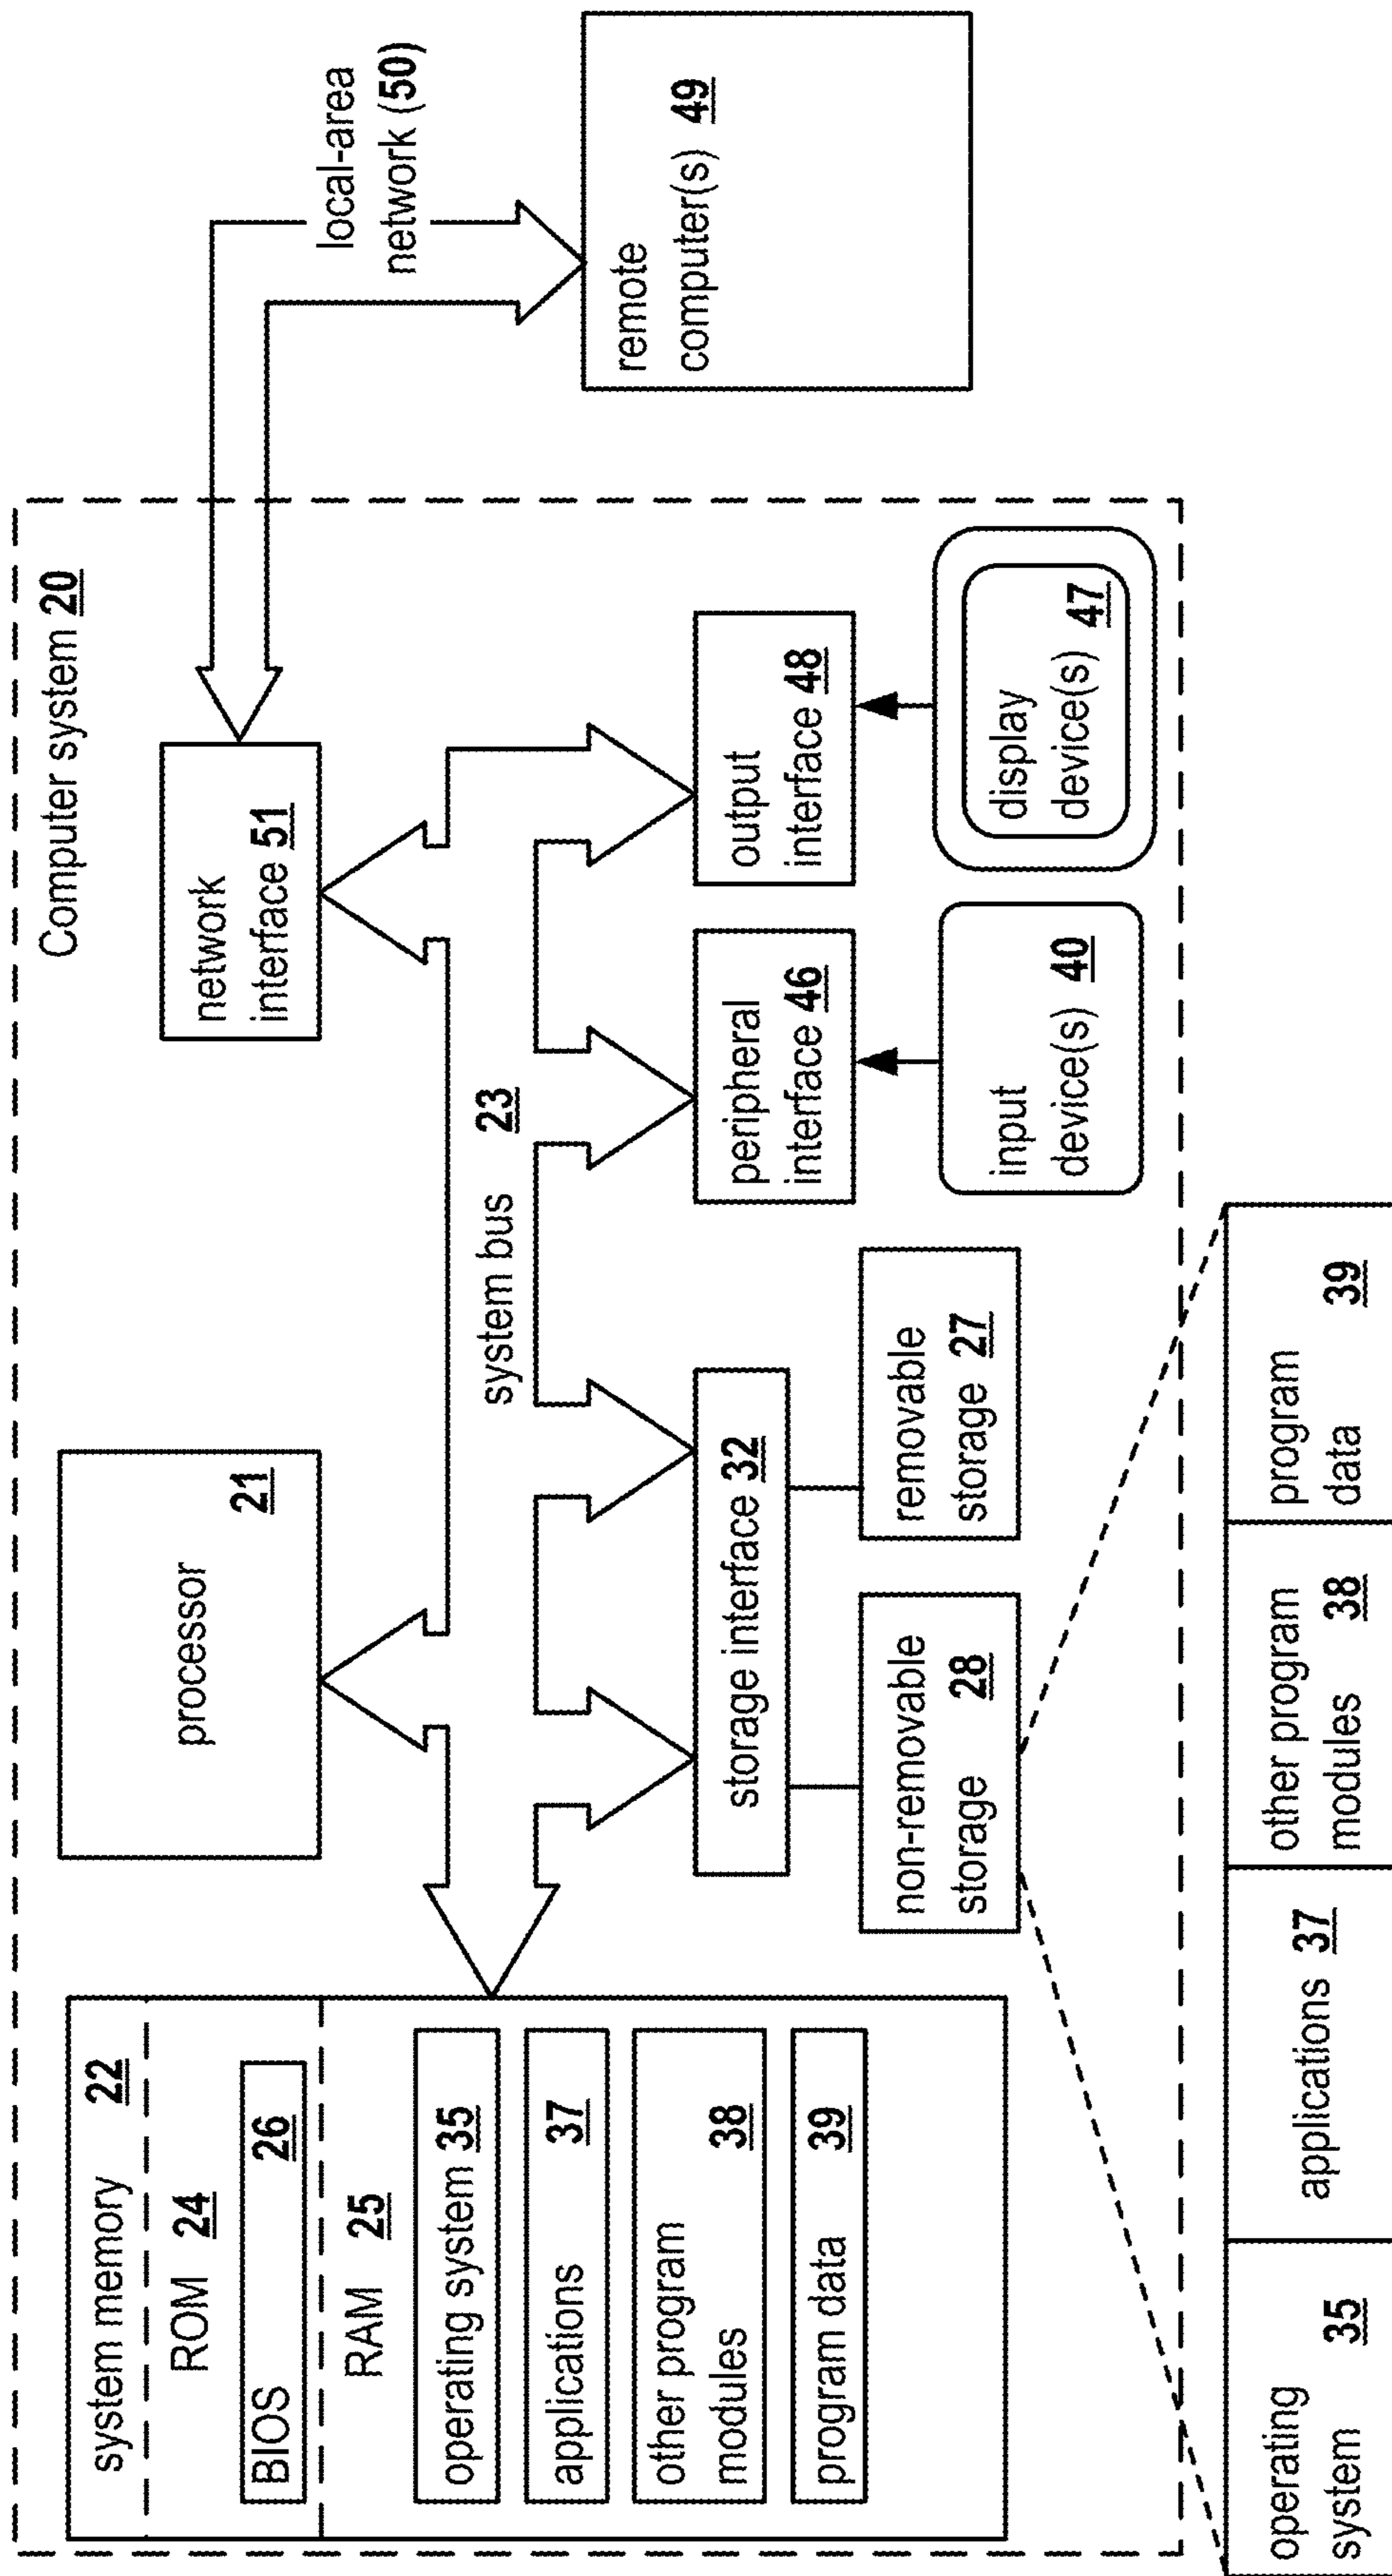 Computer system 20
system memory 22
ROM 24
BIOS 26
RAM 25
operating system 35
applications 37
other program
modules 38
program data 39
processor
21
network
interface 51
local-area
network (50)
system bus 23
storage interface 32
non-removable
storage 28
removable
storage 27
peripheral
interface 46
output
interface 48
input
device(s) 40
display
device(s) 47
remote
computer(s) 49
operating
system 35
applications 37
other program
modules 38
program
data 39